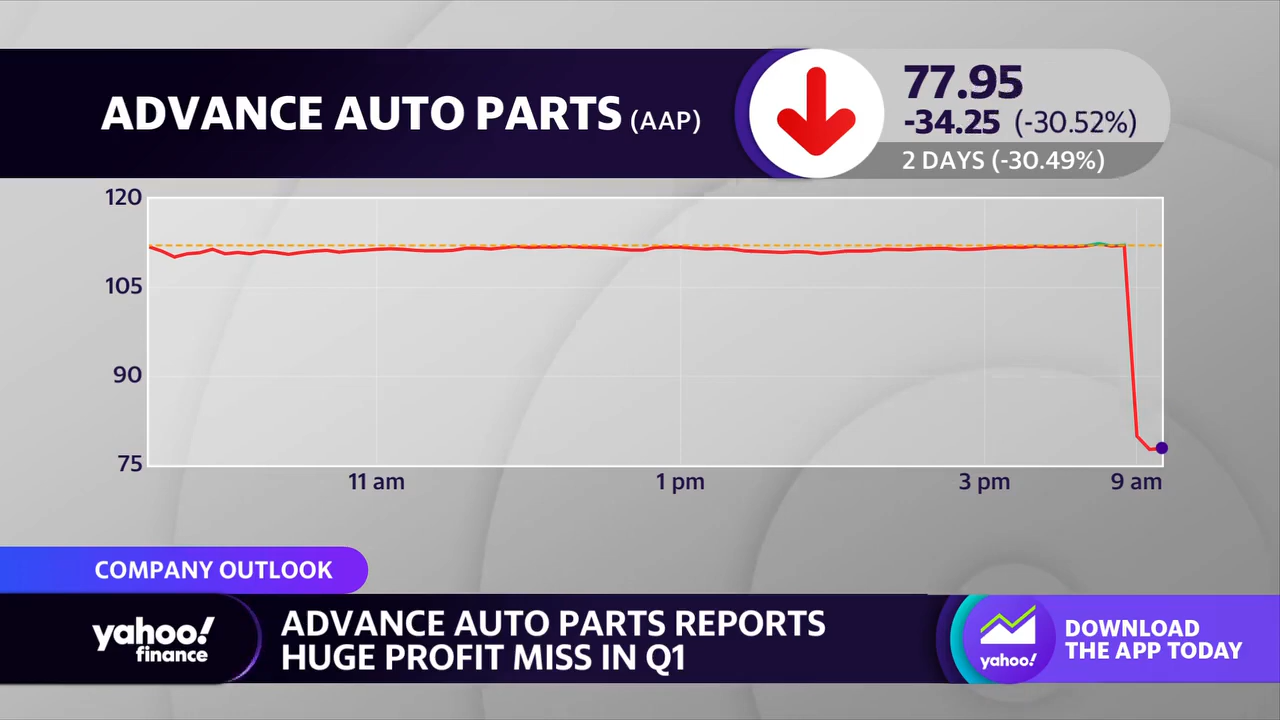 ADVANCE AUTO PARTS (AAP)
77.95
-34.25 (-30.52%)
2 DAYS (-30.49%)
120
105
90
75
11 am
1 pm
3 pm
9 am
COMPANY OUTLOOK
yahoo!
finance
ADVANCE AUTO PARTS REPORTS
HUGE PROFIT MISS IN Q1
yahoo!
DOWNLOAD
THE APP TODAY